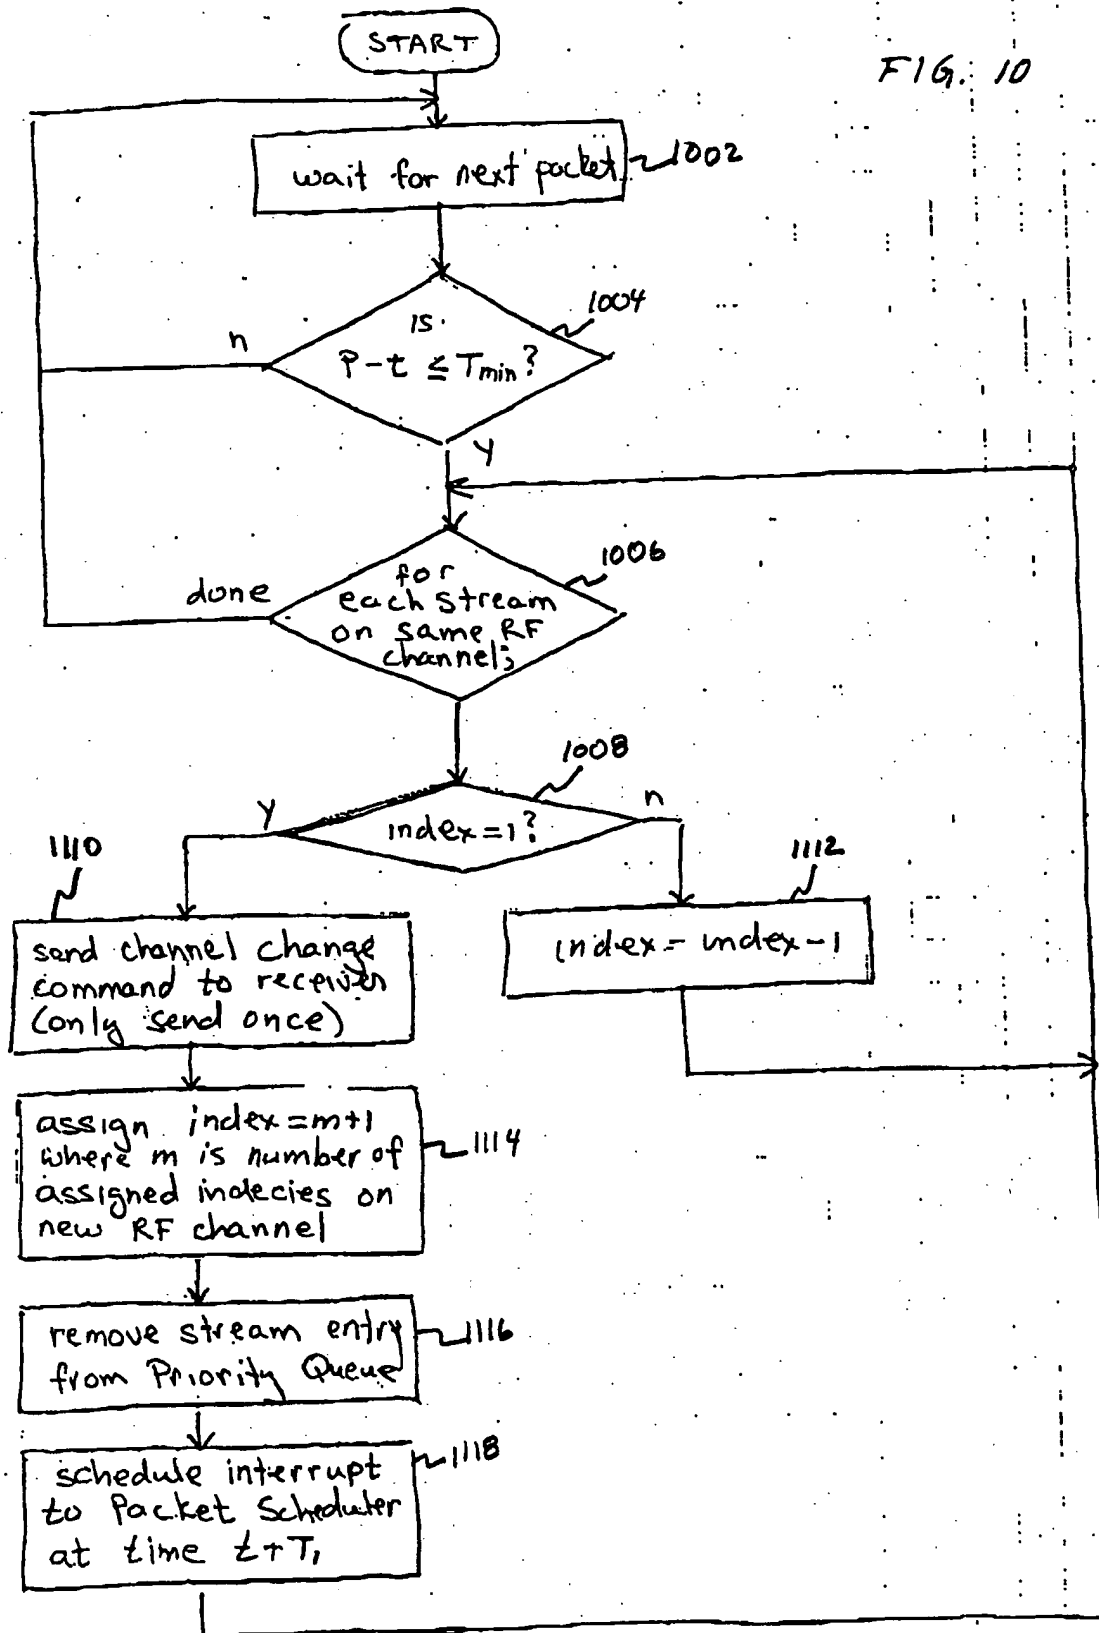 START
FIG. 10
wait for next packet
1002
1004
is
P-t ≤ Tmin?
n
y
1006
for
each stream
on same RF
channel;
done
1008
index=1?
y
n
1110
send channel change
command to receiver
(only send once)
1112
index= index-1
assign index=m+1
where m is number of
assigned indecies on
new RF channel
1114
remove stream entry
from Priority Queue
1116
schedule interrupt
to Packet Scheduler
at time t+T,
1118